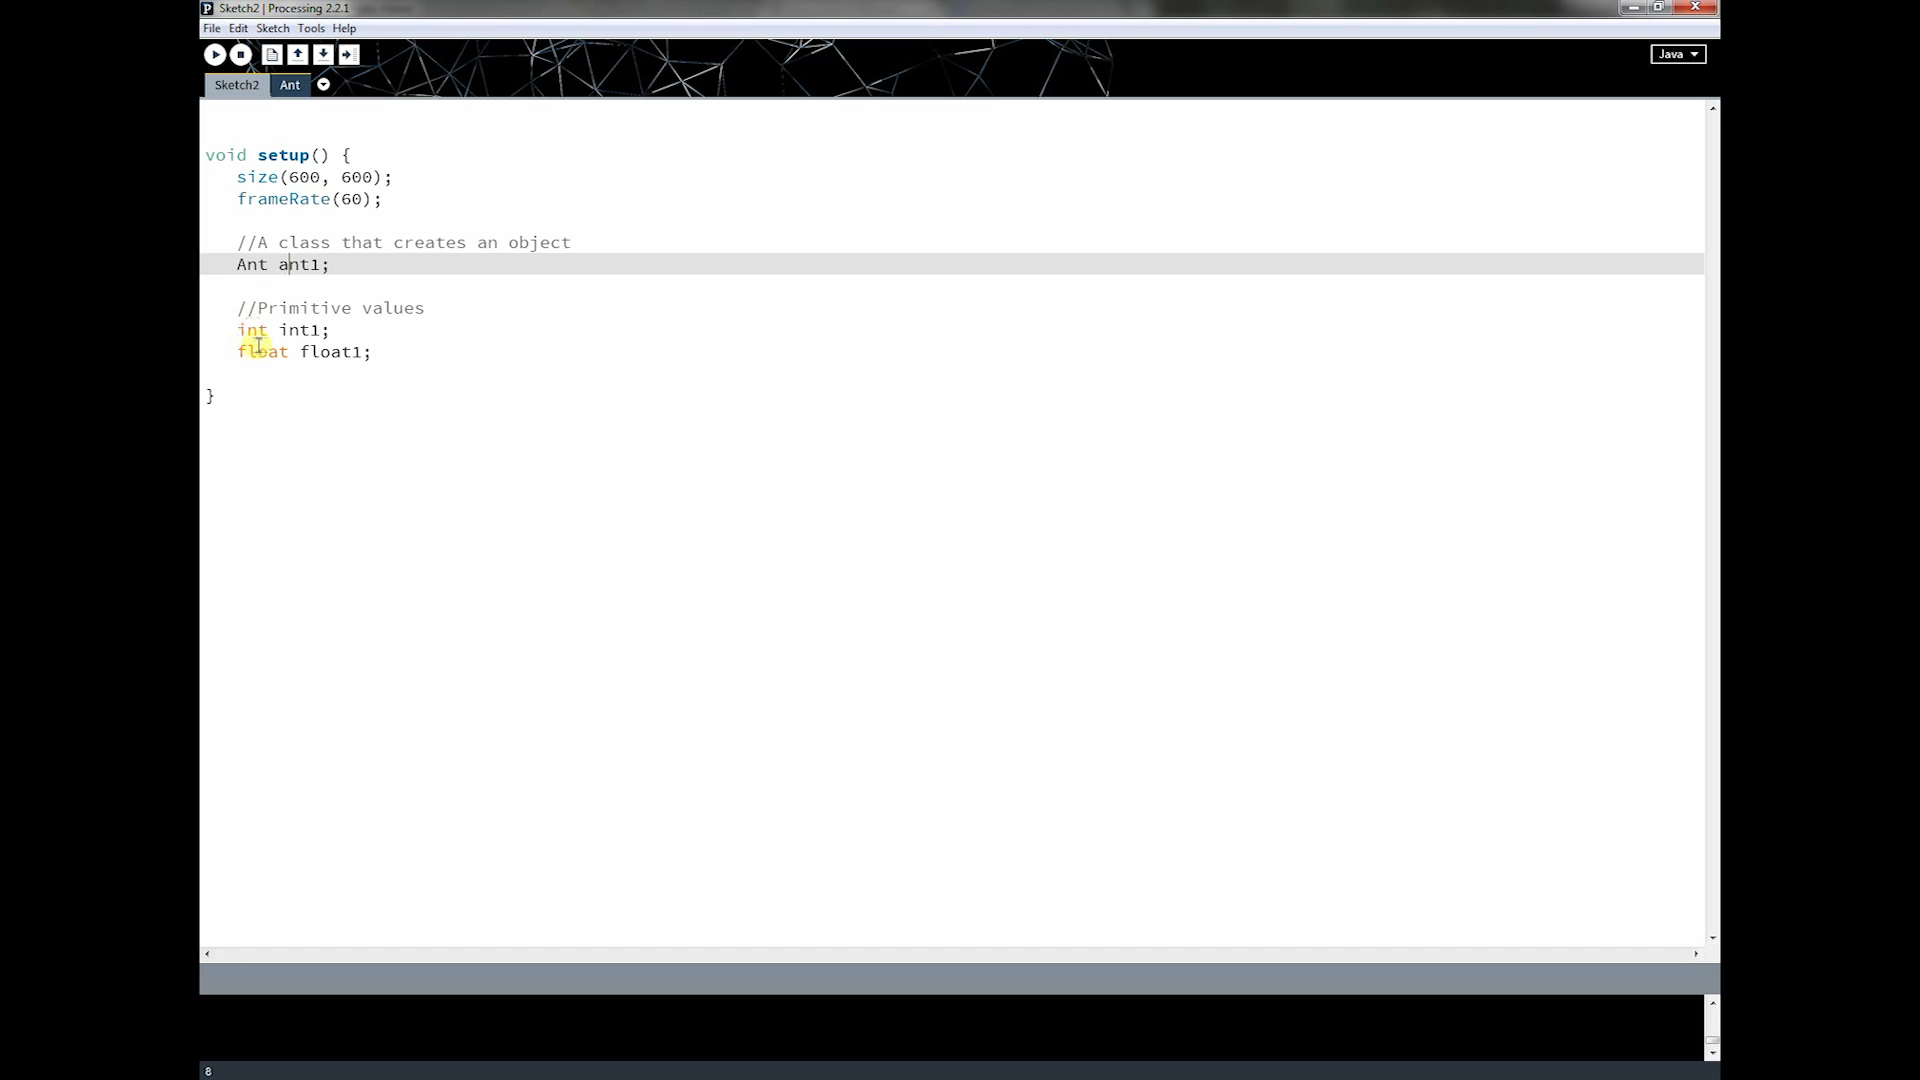 Sketch2 | Processing 2.2.1
File Edit Sketch Tools Help
Java
Sketch2 Ant
void setup() {
size(600, 600);
frameRate(60);
//A class that creates an object
Ant ant1;
//Primitive values
int int1;
float float1;
}
8